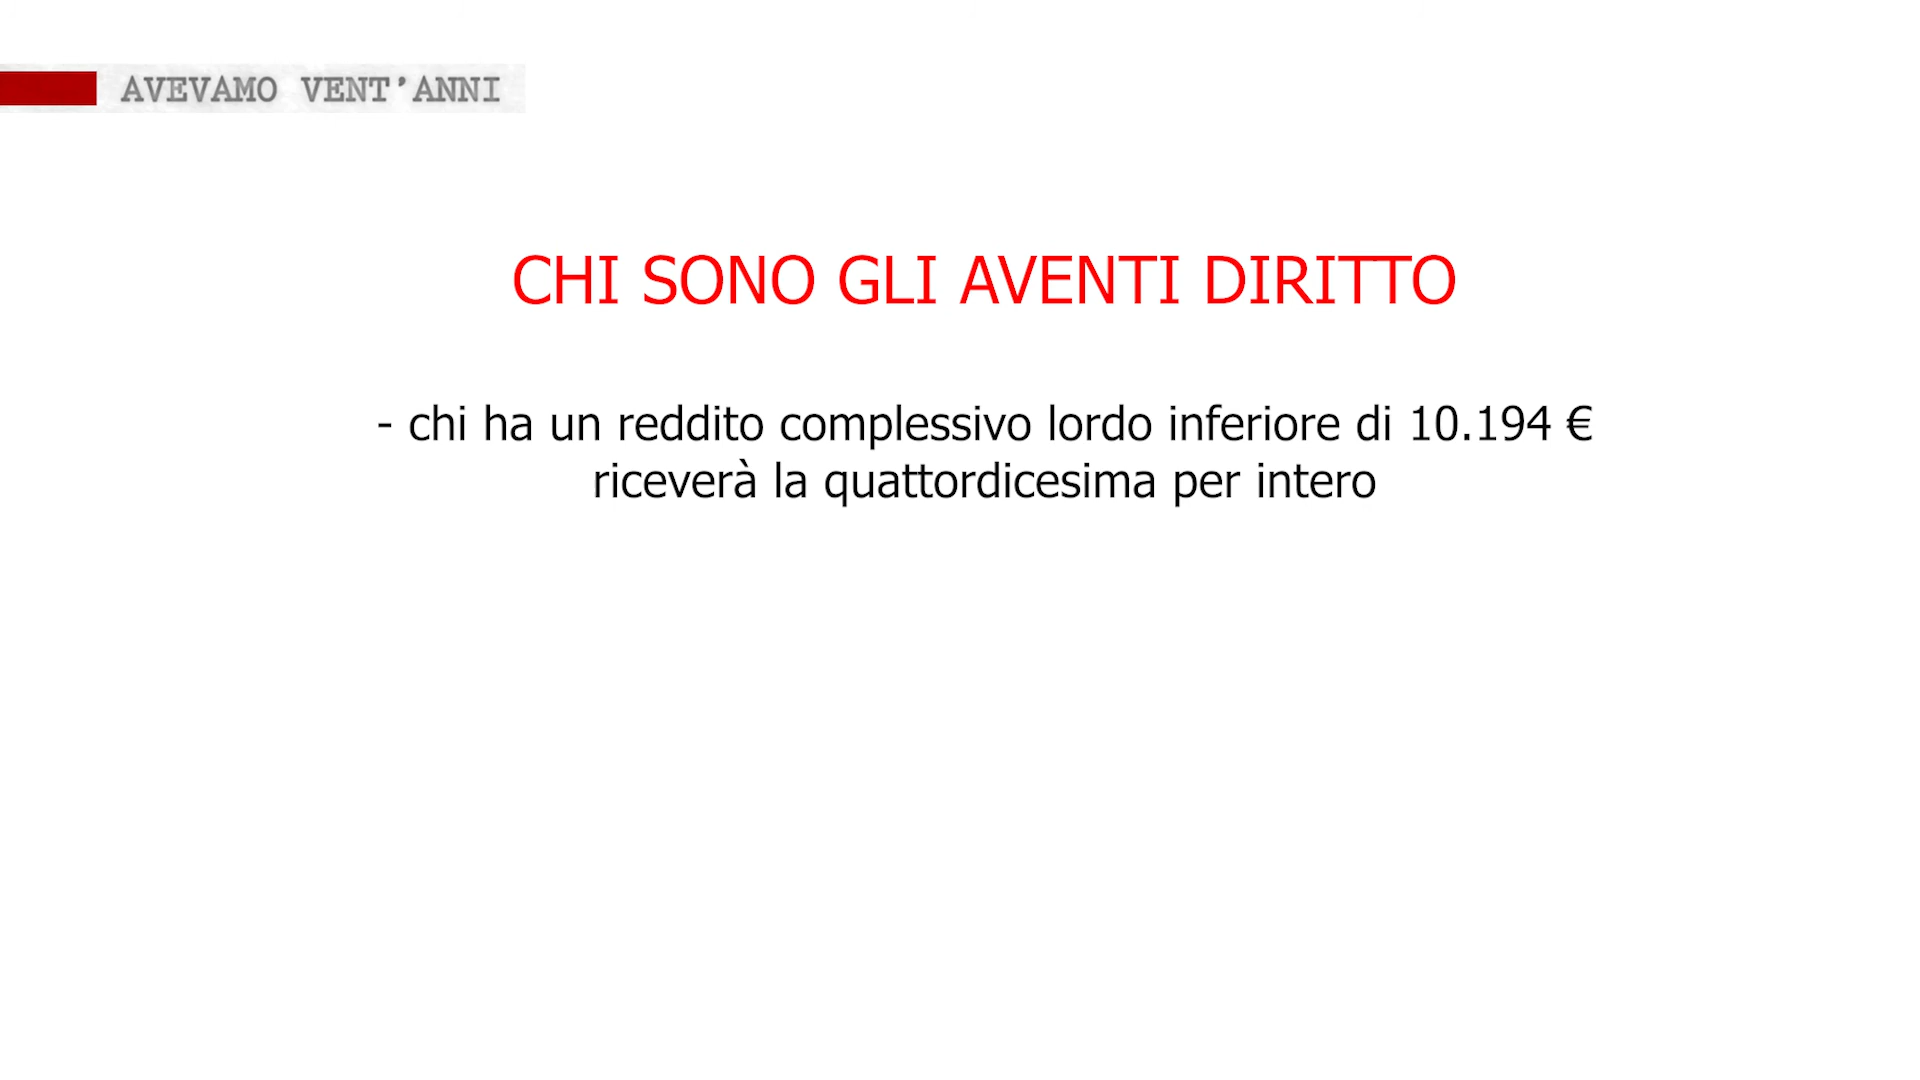 AVEVAMO VENT'ANNI
CHI SONO GLI AVENTI DIRITTO
- chi ha un reddito complessivo lordo inferiore di 10.194 €
riceverà la quattordicesima per intero